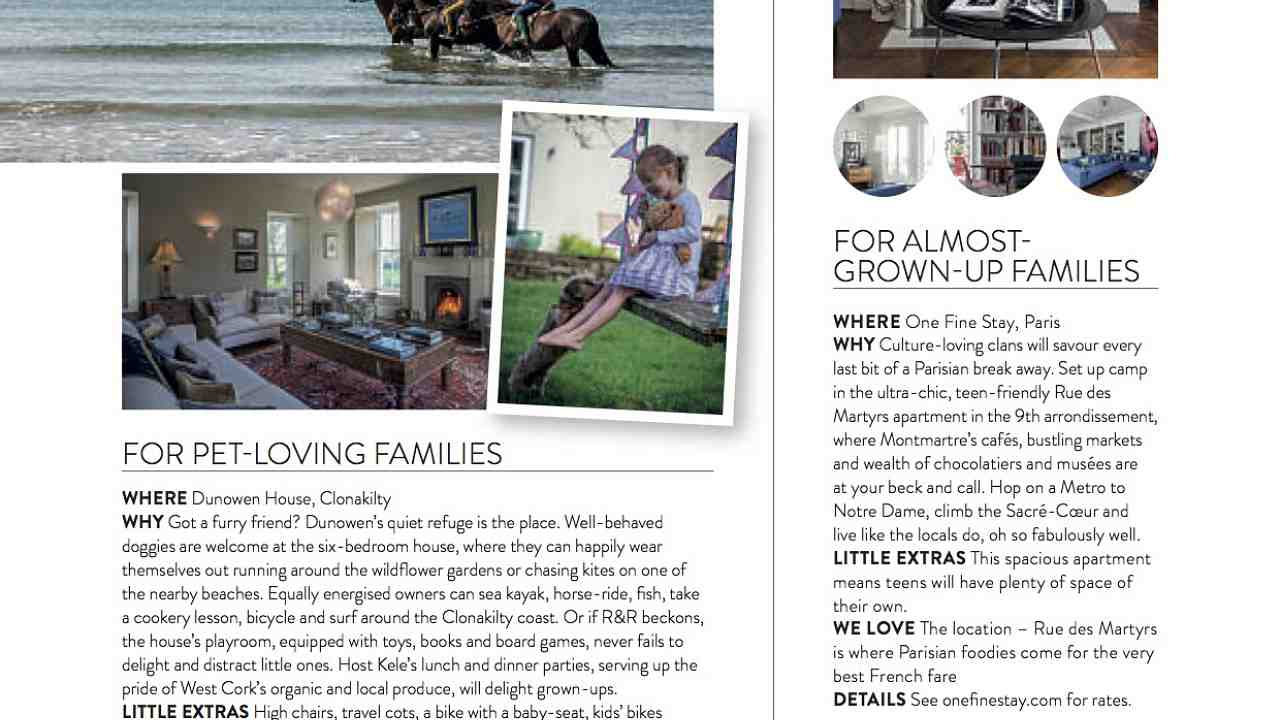 FOR PET-LOVING FAMILIES
WHERE Dunowen House, Clonakilty
WHY Got a furry friend? Dunowen's quiet refuge is the place. Well-behaved
doggies are welcome at the six-bedroom house, where they can happily wear
themselves out running around the wildflower gardens or chasing kites on one of
the nearby beaches. Equally energised owners can sea kayak, horse-ride, fish, take
a cookery lesson, bicycle and surf around the Clonakilty coast. Or if R&R beckons,
the house's playroom, equipped with toys, books and board games, never fails to
delight and distract little ones. Host Kele's lunch and dinner parties, serving up the
pride of West Cork's organic and local produce, will delight grown-ups.
LITTLE EXTRAS High chairs, travel cots, a bike with a baby-seat, kids' bikes
FOR ALMOST-
GROWN-UP FAMILIES
WHERE One Fine Stay, Paris
WHY Culture-loving clans will savour every
last bit of a Parisian break away. Set up camp
in the ultra-chic, teen-friendly Rue des
Martyrs apartment in the 9th arrondissement,
where Montmartre's cafés, bustling markets
and wealth of chocolatiers and musées are
at your beck and call. Hop on a Metro to
Notre Dame, climb the Sacré-Cœur and
live like the locals do, oh so fabulously well.
LITTLE EXTRAS This spacious apartment
means teens will have plenty of space of
their own.
WE LOVE The location – Rue des Martyrs
is where Parisian foodies come for the very
best French fare
DETAILS See onefinestay.com for rates.